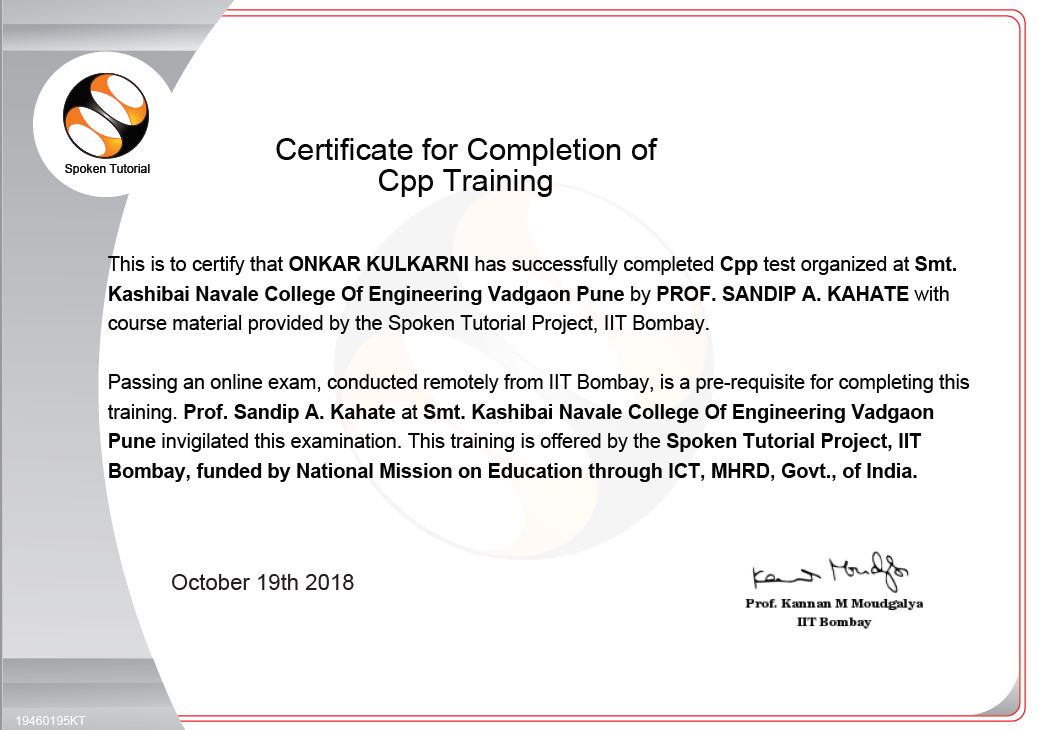 Spoken Tutorial
Certificate for Completion of
Cpp Training
This is to certify that ONKAR KULKARNI has successfully completed Cpp test organized at Smt.
Kashibai Navale College Of Engineering Vadgaon Pune by PROF. SANDIP A. KAHATE with
course material provided by the Spoken Tutorial Project, IIT Bombay.
Passing an online exam, conducted remotely from IIT Bombay, is a pre-requisite for completing this
training. Prof. Sandip A. Kahate at Smt. Kashibai Navale College Of Engineering Vadgaon
Pune invigilated this examination. This training is offered by the Spoken Tutorial Project, IIT
Bombay, funded by National Mission on Education through ICT, MHRD, Govt., of India.
October 19th 2018
Kannan Moudgalya
Prof. Kannan M Moudgalya
IIT Bombay
19460195KT